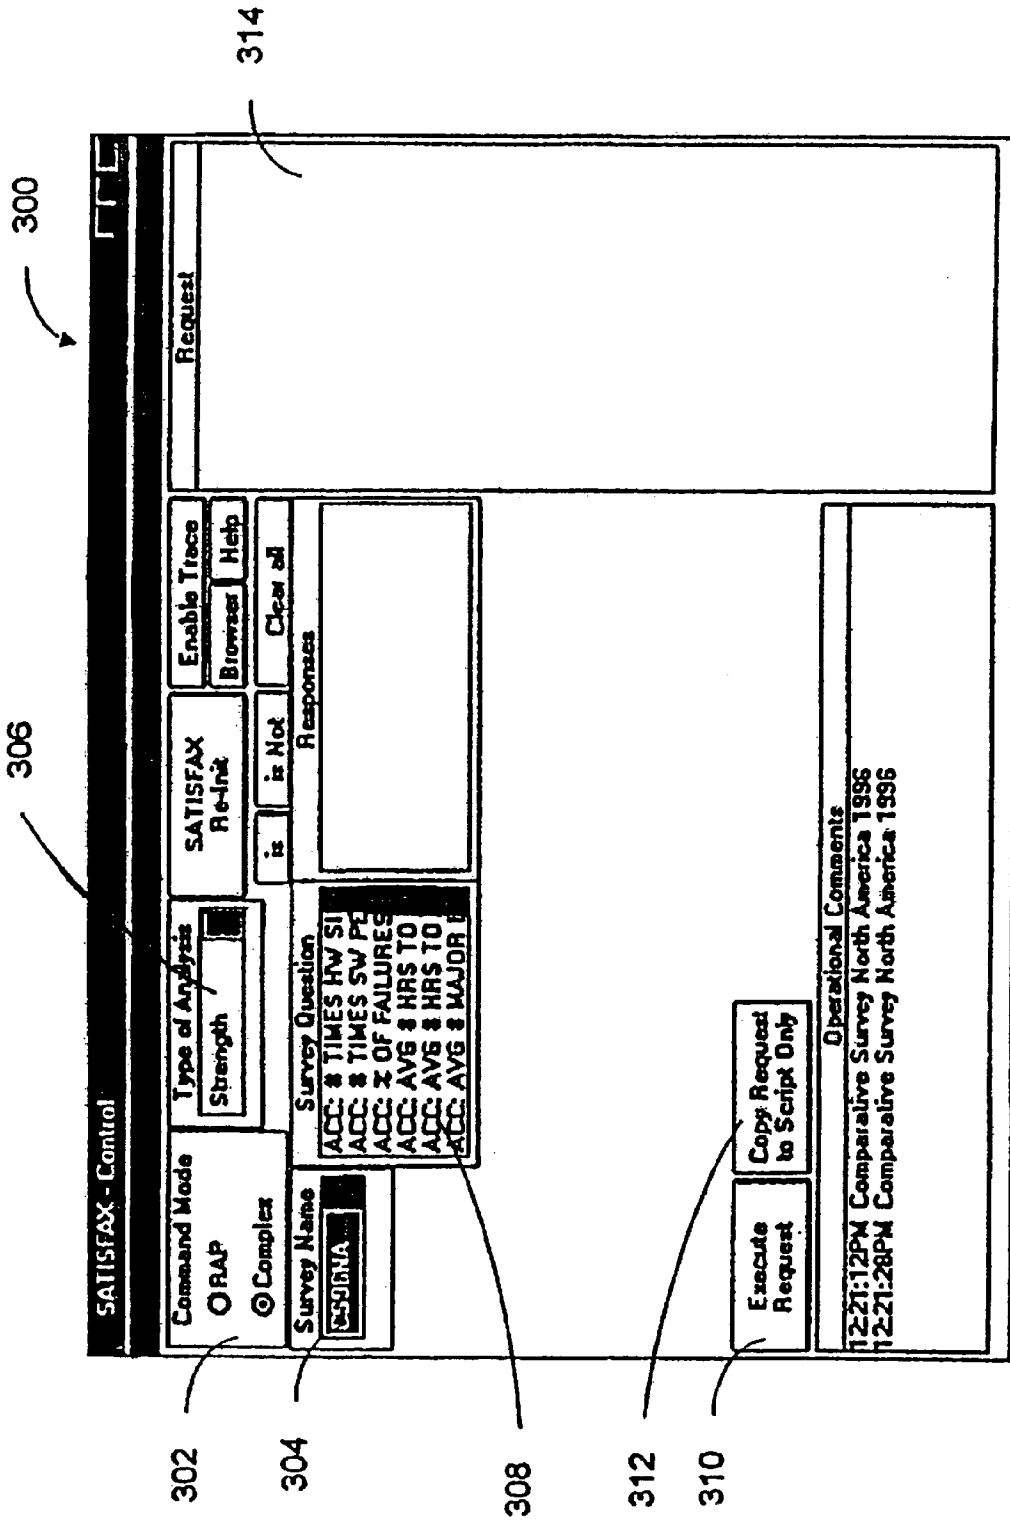 300
SATISFAX - Control
306
302
Command Mode
RAP
Complex
Type of Analysis
Strength
SATISFAX
Re-Init
Enable Trace
Browser
Help
Request
314
304
Survey Name
is
is Not
Clear all
308
Survey Question
ACC: # TIMES HW
ACC: # TIMES SW
ACC: % OF FAILURES
ACC: AVG # HRS TO
ACC: AVG # HRS TO
ACC: AVG # MAJOR
Responses
312
310
Execute
Request
Copy Request
to Script Only
Operational Comments
12:21:12PM Comparative Survey North America 1996
12:21:28PM Comparative Survey North America 1996